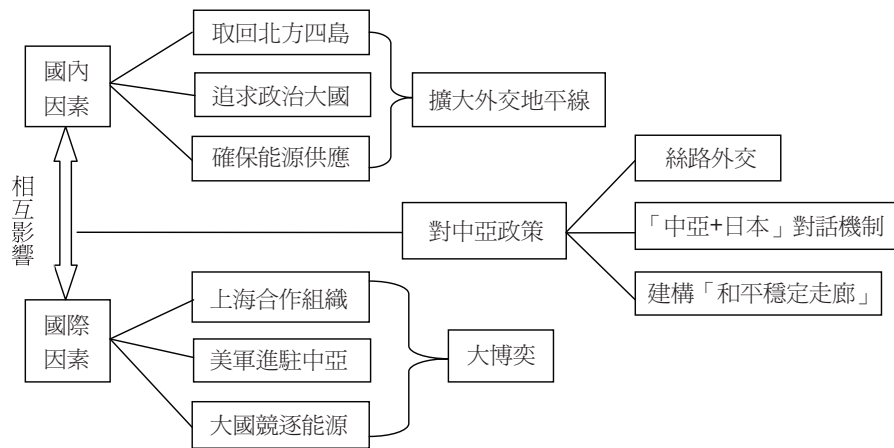 取回北方四島
國內
因素
追求政治大國
擴大外交地平線
確保能源供應
絲路外交
相互影響
對中亞政策
「中亞+日本」對話機制
上海合作組織
建構「和平穩定走廊」
國際
因素
美軍進駐中亞
大博奕
大國競逐能源